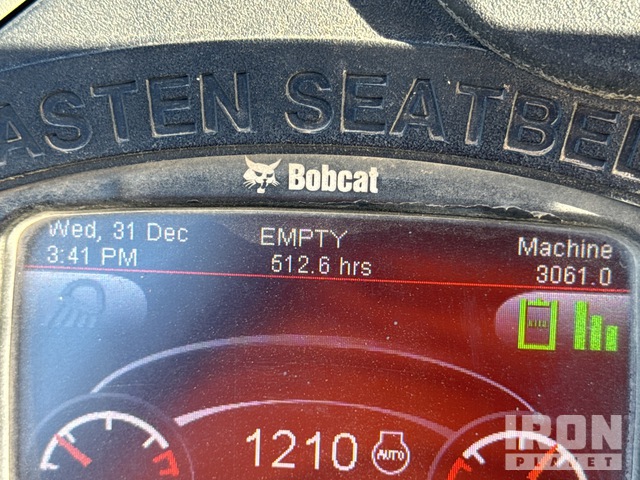 ASTEN SEATBEL
Bobcat
Wed, 31 Dec
3:41 PM
EMPTY
512.6 hrs
Machine
3061.0
1210
AUTO
IRON
PLANET